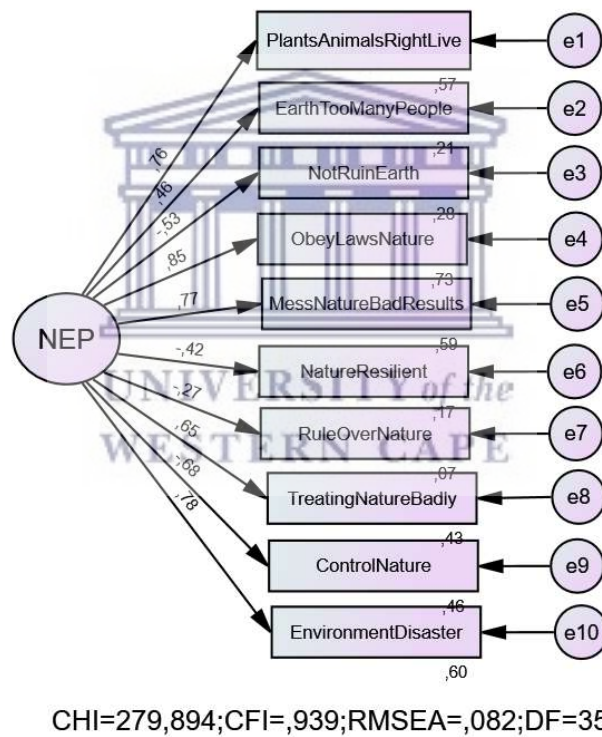 PlantsAnimalsRightLive
e1
,57
EarthTooManyPeople
e2
,76
,46
,21
NotRuinEarth
e3
-,53
,28
ObeyLawsNature
e4
,85
,73
MessNatureBadResults
e5
,77
NEP
,59
NatureResilient
e6
-,42
UNIVERSITY of the
-,27
,17
RuleOverNature
e7
,65
WESTERN CAPE
-,68
,07
TreatingNatureBadly
e8
,78
,43
ControlNature
e9
,46
EnvironmentDisaster
e10
,60
CHI=279,894;CFI=,939;RMSEA=,082;DF=35